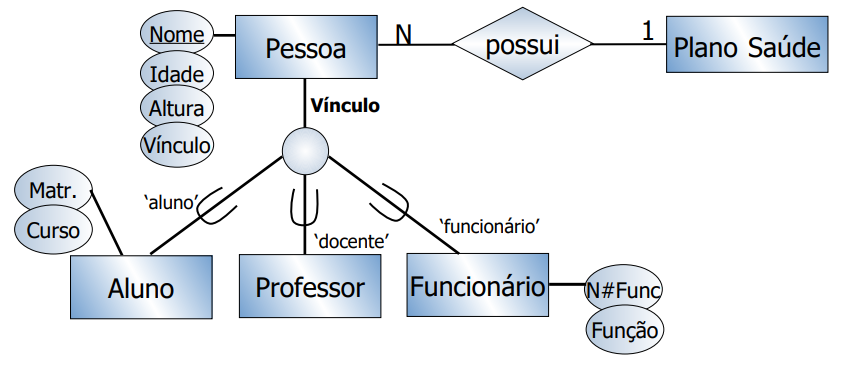 Nome
Idade
Altura
Vínculo
Pessoa
N
possui
1
Plano Saúde
Vínculo
Matr.
Curso
‘aluno’
‘docente’
‘funcionário’
Aluno
Professor
Funcionário
N#Func
Função